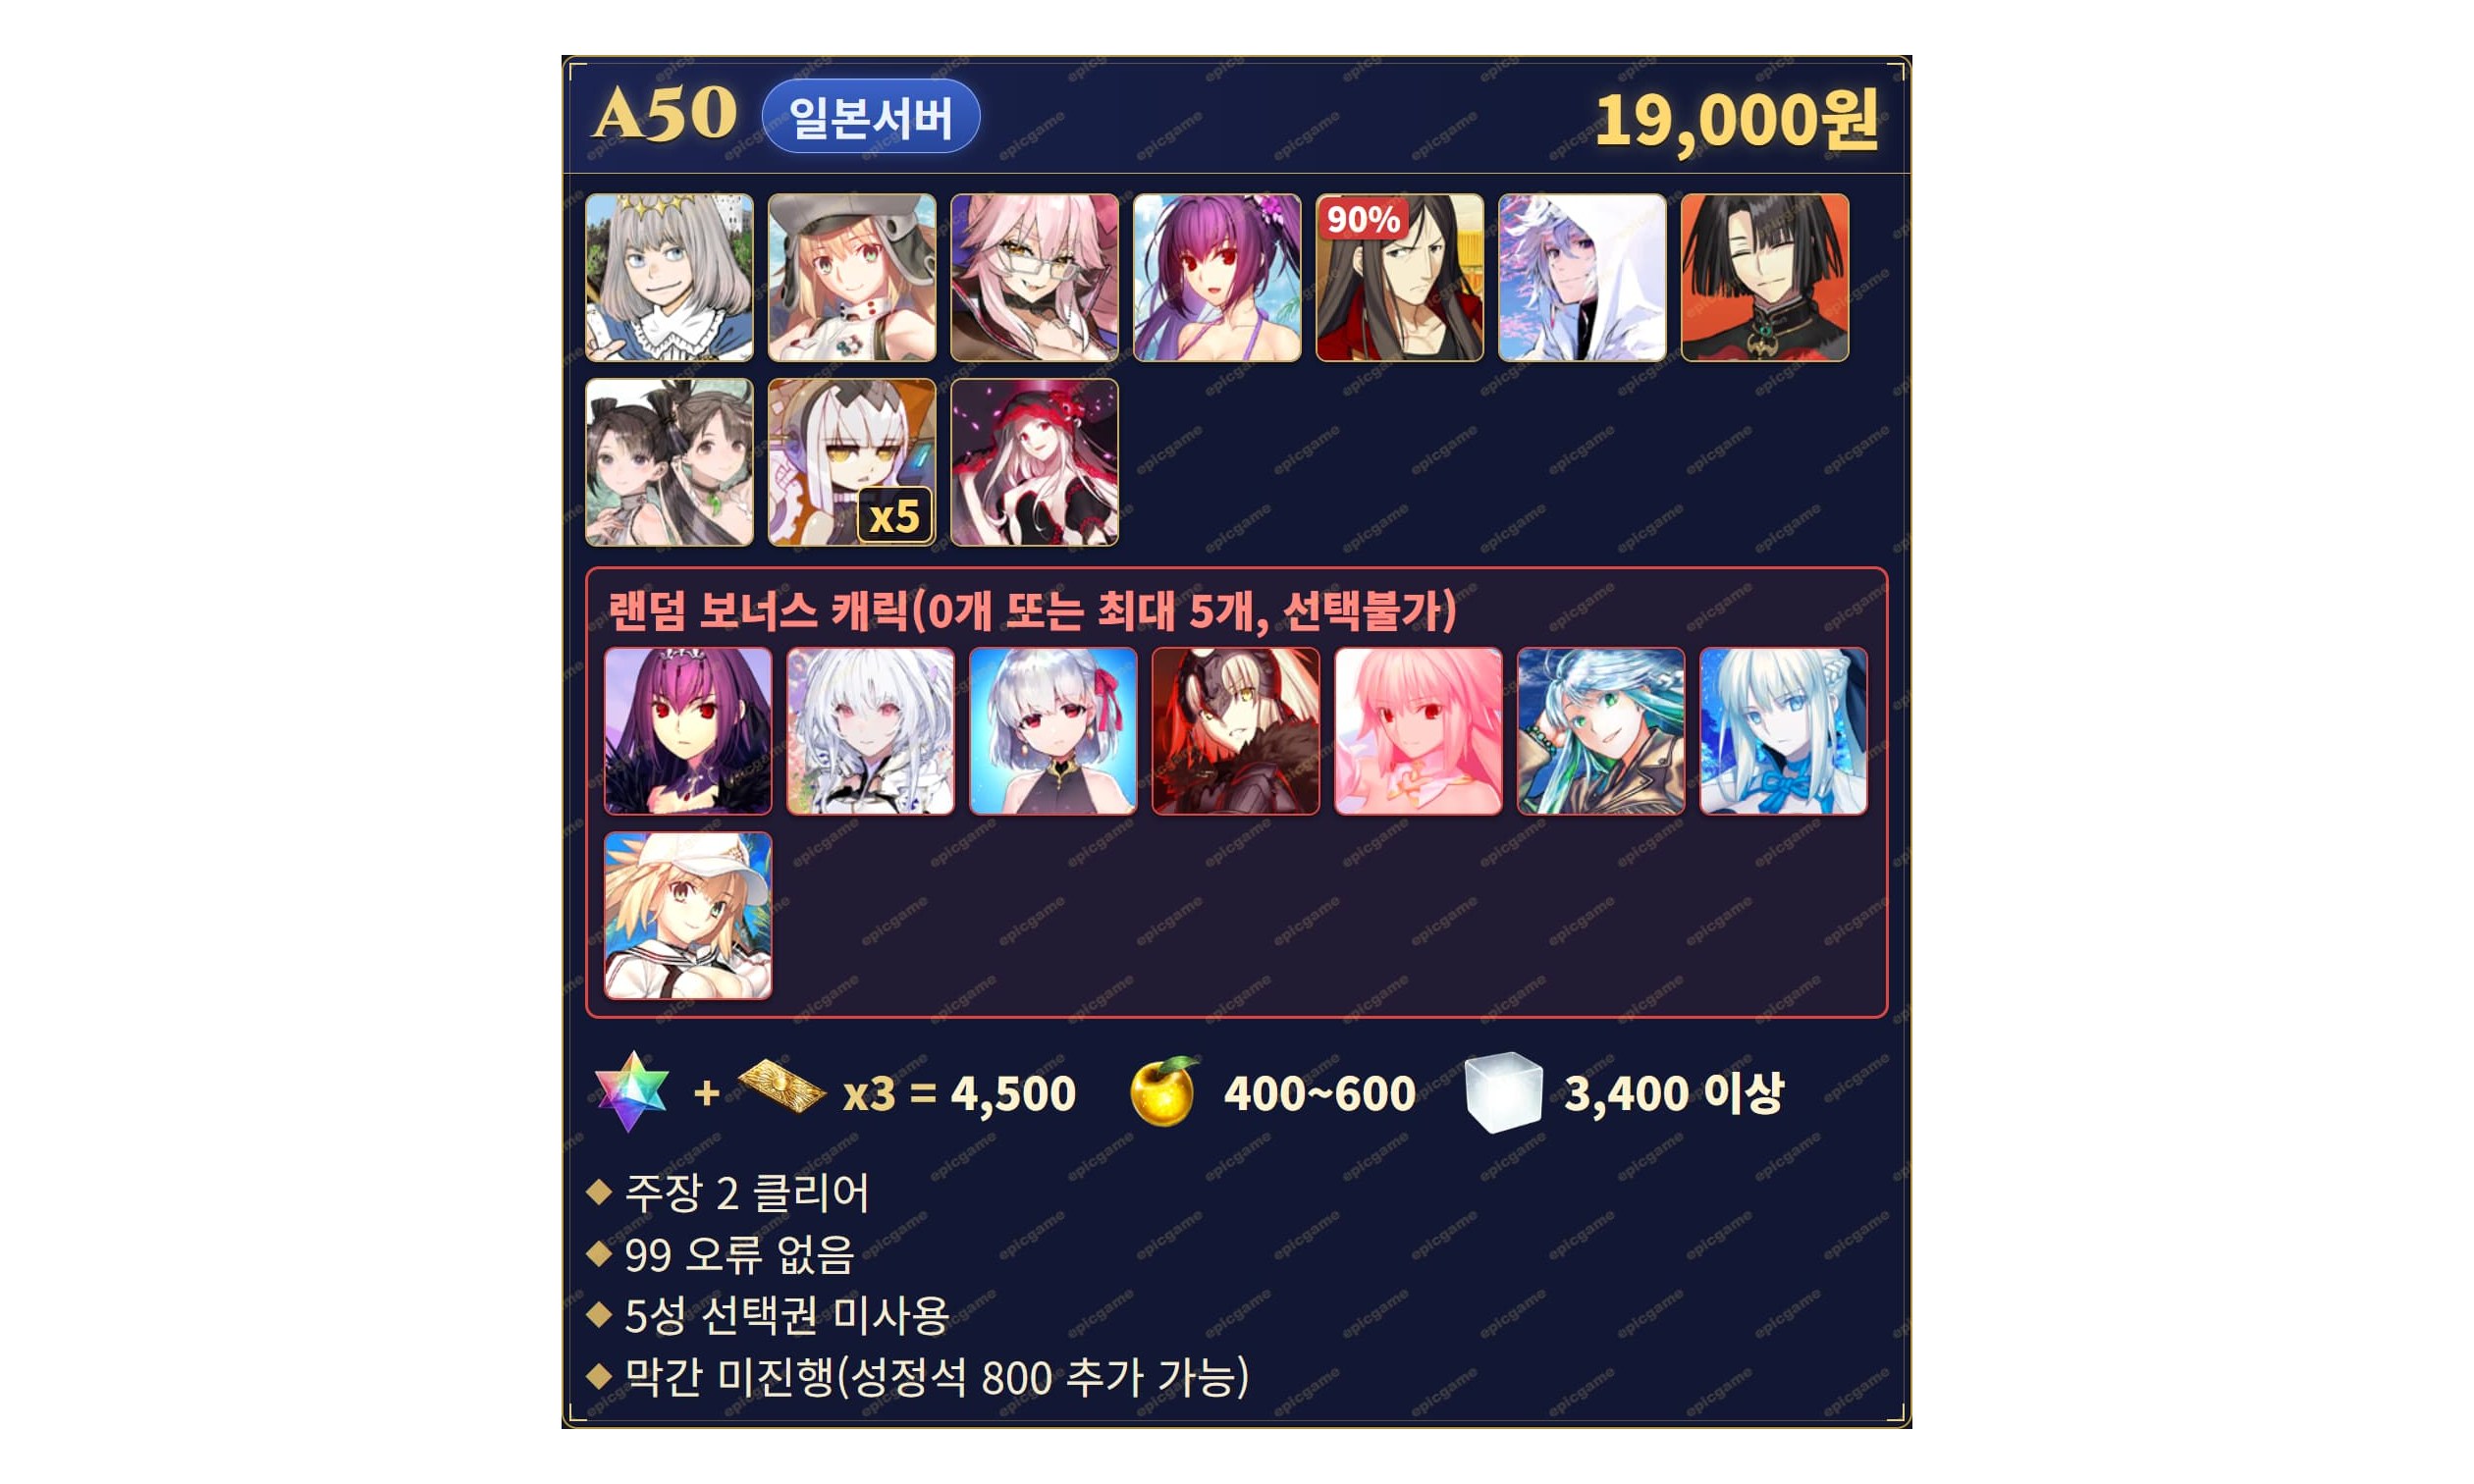 A50 일본서버 19,000원
90%
x5
랜덤 보너스 캐릭(0개 또는 최대 5개, 선택불가)
+ x3 = 4,500 400~600 3,400 이상
주장 2 클리어
99 오류 없음
5성 선택권 미사용
막간 미진행(성정석 800 추가 가능)
epicgame